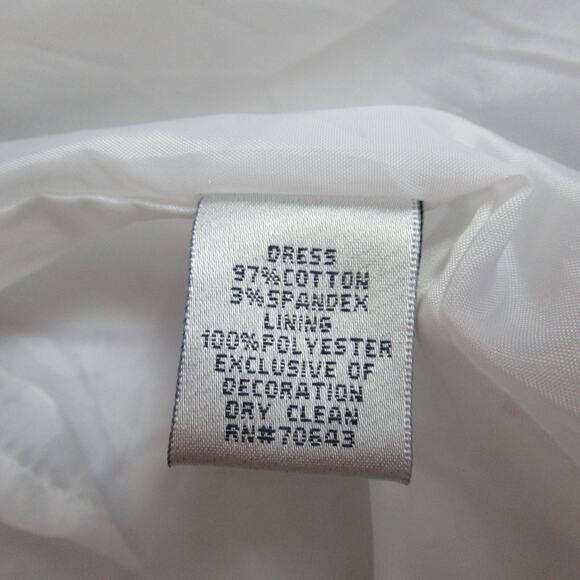 DRESS
97%COTTON
3%SPANDEX
LINING
100%POLYESTER
EXCLUSIVE OF
DECORATION
DRY CLEAN
RN#70643